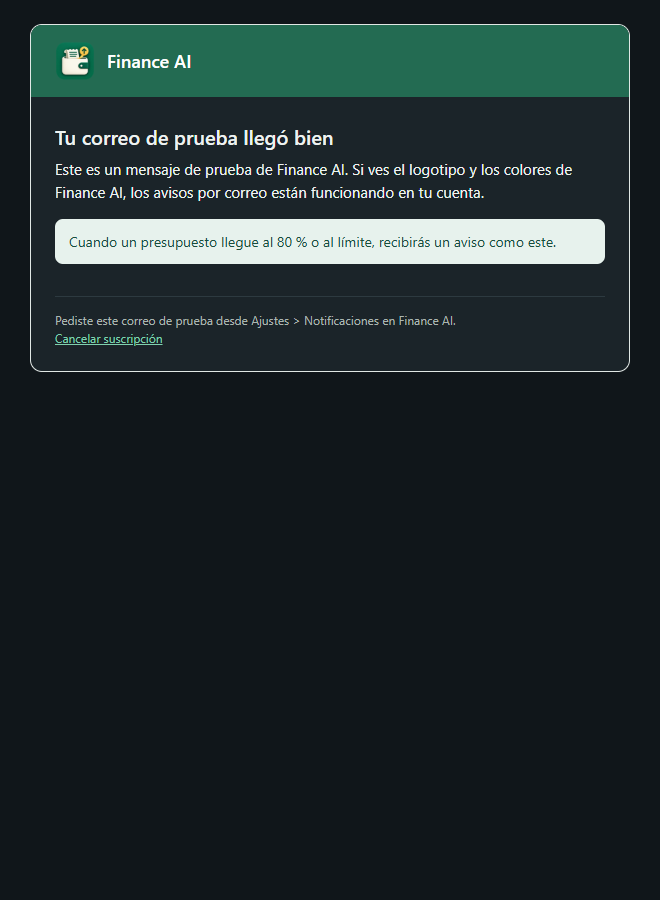 Finance AI
Tu correo de prueba llegó bien
Este es un mensaje de prueba de Finance AI. Si ves el logotipo y los colores de
Finance AI, los avisos por correo están funcionando en tu cuenta.
Cuando un presupuesto llegue al 80 % o al límite, recibirás un aviso como este.
Pediste este correo de prueba desde Ajustes > Notificaciones en Finance AI.
Cancelar suscripción